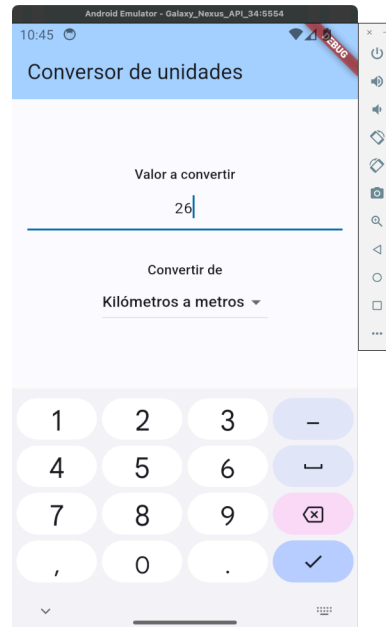 Android Emulator - Galaxy_Nexus_API_34:5554
10:45
DEBUG
Conversor de unidades
Valor a convertir
26
Convertir de
Kilómetros a metros
1 2 3 –
4 5 6
7 8 9
, 0 .